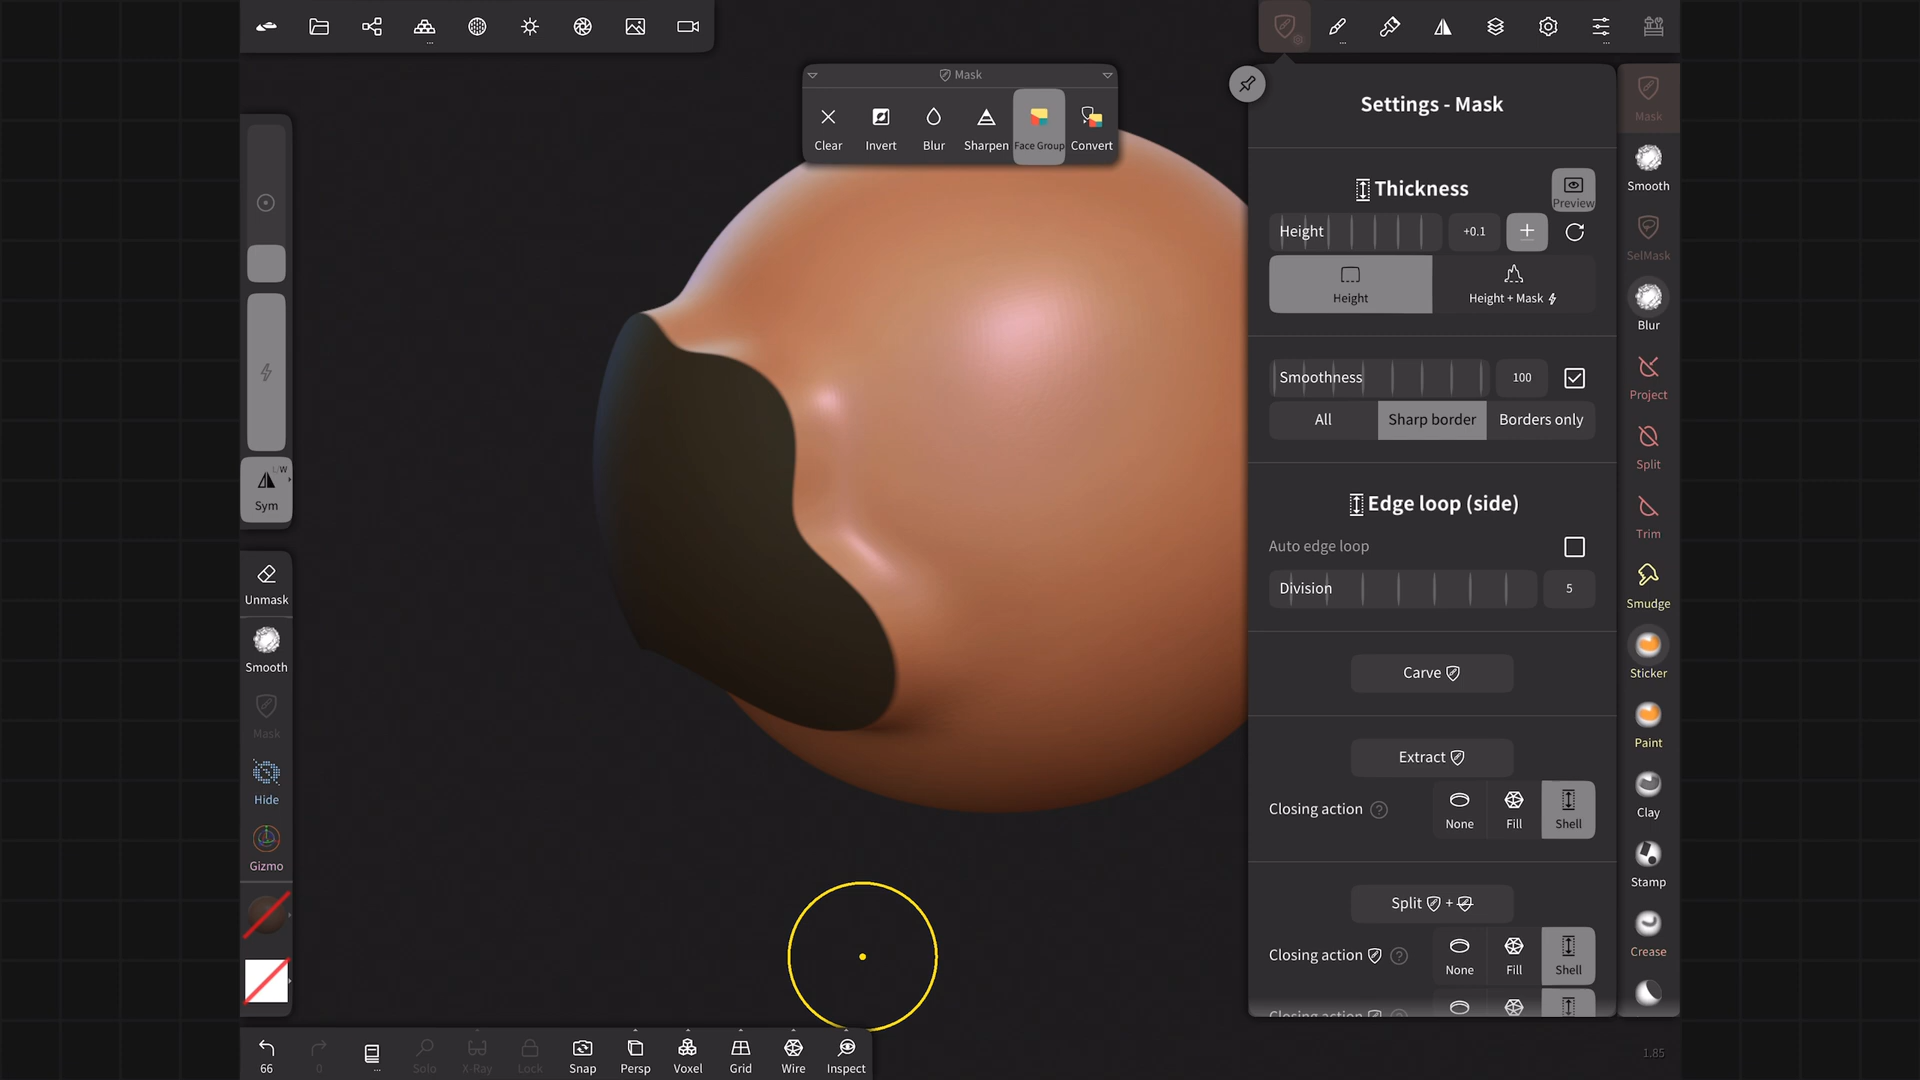 Mask
Clear
Invert
Blur
Sharpen
Face Group
Convert
Settings - Mask
Thickness
Preview
Height
+0.1
Height
Height + Mask
Smoothness
100
All
Sharp border
Borders only
Edge loop (side)
Auto edge loop
Division
5
Carve
Extract
Closing action
?
None
Fill
Shell
Split
+
Closing action
?
None
Fill
Shell
Mask
Smooth
SelMask
Blur
Project
Split
Trim
Smudge
Sticker
Paint
Clay
Stamp
Crease
L/W
Sym
Unmask
Smooth
Mask
Hide
Gizmo
66
0
Solo
X-Ray
Lock
Snap
Persp
Voxel
Grid
Wire
Inspect
1.85